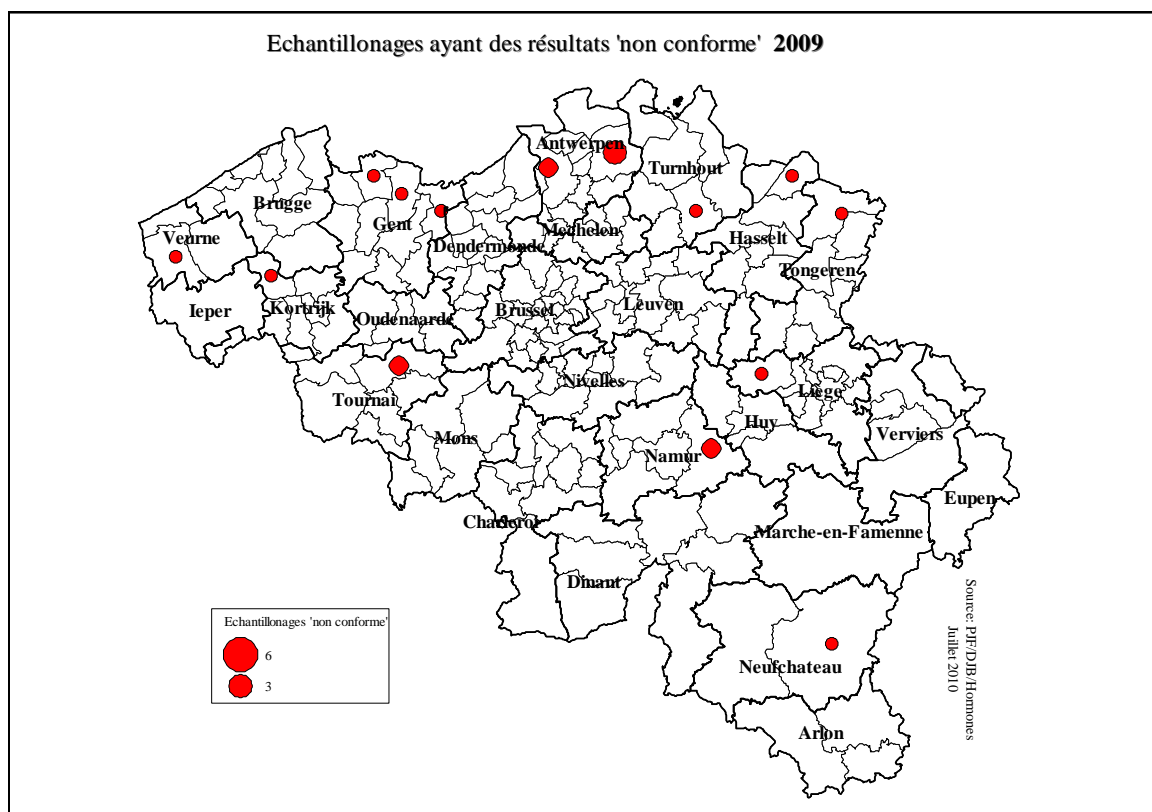 Echantillonages ayant des résultats 'non conforme' 2009
Antwerpen
Turnhout
Brugge
Gent
Mechelen
Veurne
Hasselt
Dendermonde
Tongeren
Ieper
Kortrijk
Oudenaarde
Brussel
Leuven
Nivelles
Tournai
Liège
Huy
Mons
Verviers
Namur
Eupen
Charleroi
Marche-en-Famenne
Dinant
Neufchateau
Arlon
Echantillonages 'non conforme'
6
3
Source: PJF/DJB/Hormones
Juillet 2010